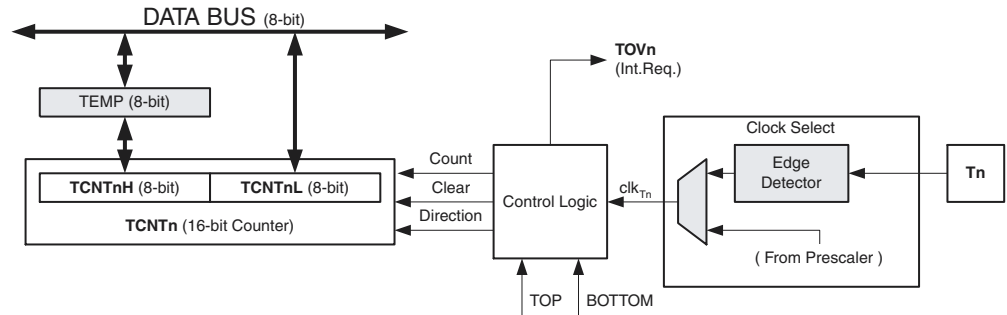 DATA BUS (8-bit)
TEMP (8-bit)
TCNTnH (8-bit) TCNTnL (8-bit)
TCNTn (16-bit Counter)
Count
Clear
Direction
Control Logic
TOVn
(Int.Req.)
TOP
BOTTOM
clkTn
Clock Select
Edge
Detector
( From Prescaler )
Tn